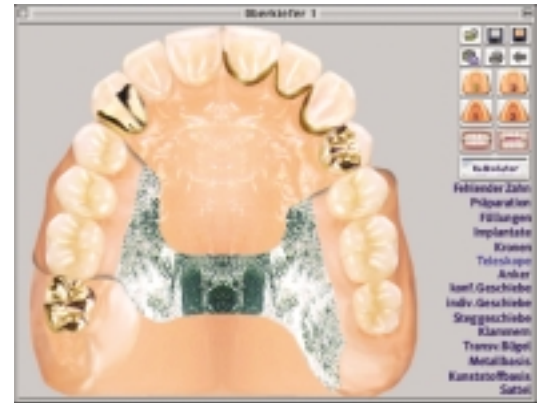 Oberkiefer 1
Fehlender Zahn
Präparation
Füllungen
Implantate
Kronen
Teleskope
Anker
konf.Geschiebe
indiv.Geschiebe
Steggeschiebe
Klammern
Transv.Bügel
Metallbasis
Kunststoffbasis
Sattel